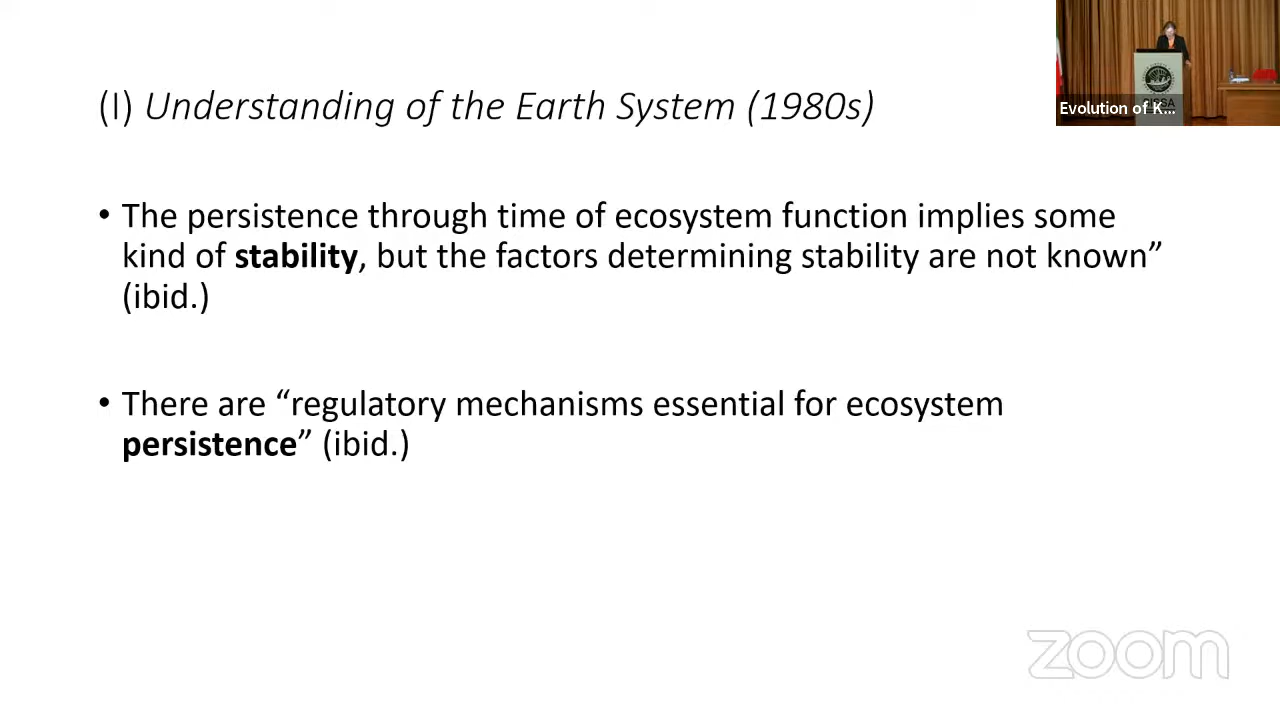 (I) Understanding of the Earth System (1980s)
Evolution of K...
• The persistence through time of ecosystem function implies some
kind of stability, but the factors determining stability are not known”
(ibid.)
• There are “regulatory mechanisms essential for ecosystem
persistence” (ibid.)
zoom